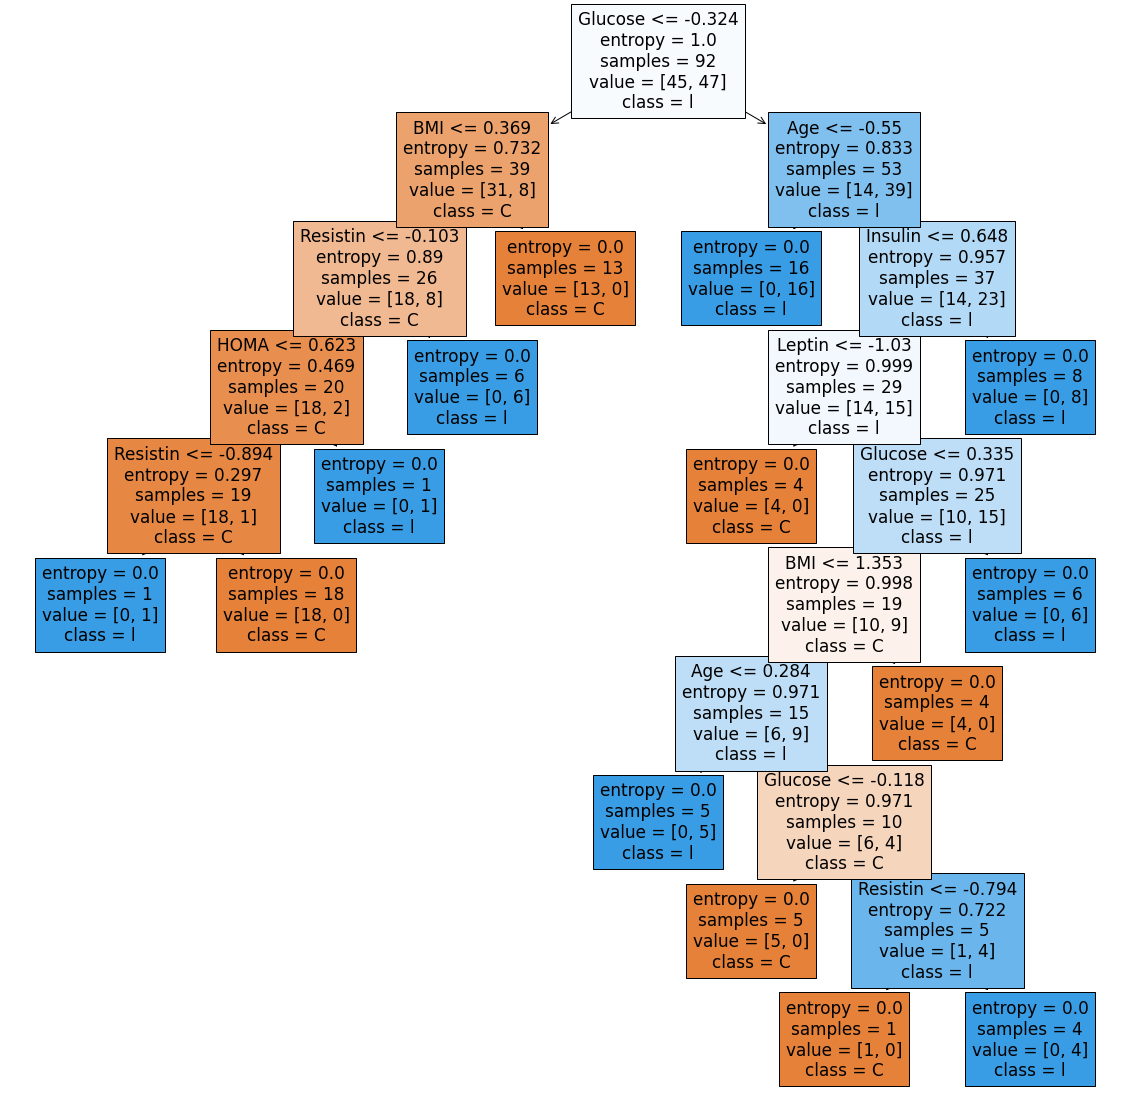 Glucose <= -0.324
entropy = 1.0
samples = 92
value = [45, 47]
class = l
BMI <= 0.369
entropy = 0.732
samples = 39
value = [31, 8]
class = C
Age <= -0.55
entropy = 0.833
samples = 53
value = [14, 39]
class = l
Resistin <= -0.103
entropy = 0.89
samples = 26
value = [18, 8]
class = C
entropy = 0.0
samples = 13
value = [13, 0]
class = C
entropy = 0.0
samples = 16
value = [0, 16]
class = l
Insulin <= 0.648
entropy = 0.957
samples = 37
value = [14, 23]
class = l
HOMA <= 0.623
entropy = 0.469
samples = 20
value = [18, 2]
class = C
entropy = 0.0
samples = 6
value = [0, 6]
class = l
Leptin <= -1.03
entropy = 0.999
samples = 29
value = [14, 15]
class = l
entropy = 0.0
samples = 8
value = [0, 8]
class = l
Resistin <= -0.894
entropy = 0.297
samples = 19
value = [18, 1]
class = C
entropy = 0.0
samples = 1
value = [0, 1]
class = l
entropy = 0.0
samples = 4
value = [4, 0]
class = C
Glucose <= 0.335
entropy = 0.971
samples = 25
value = [10, 15]
class = l
entropy = 0.0
samples = 1
value = [0, 1]
class = l
entropy = 0.0
samples = 18
value = [18, 0]
class = C
BMI <= 1.353
entropy = 0.998
samples = 19
value = [10, 9]
class = C
entropy = 0.0
samples = 6
value = [0, 6]
class = l
Age <= 0.284
entropy = 0.971
samples = 15
value = [6, 9]
class = l
entropy = 0.0
samples = 4
value = [4, 0]
class = C
entropy = 0.0
samples = 5
value = [0, 5]
class = l
Glucose <= -0.118
entropy = 0.971
samples = 10
value = [6, 4]
class = C
entropy = 0.0
samples = 5
value = [5, 0]
class = C
Resistin <= -0.794
entropy = 0.722
samples = 5
value = [1, 4]
class = l
entropy = 0.0
samples = 1
value = [1, 0]
class = C
entropy = 0.0
samples = 4
value = [0, 4]
class = l